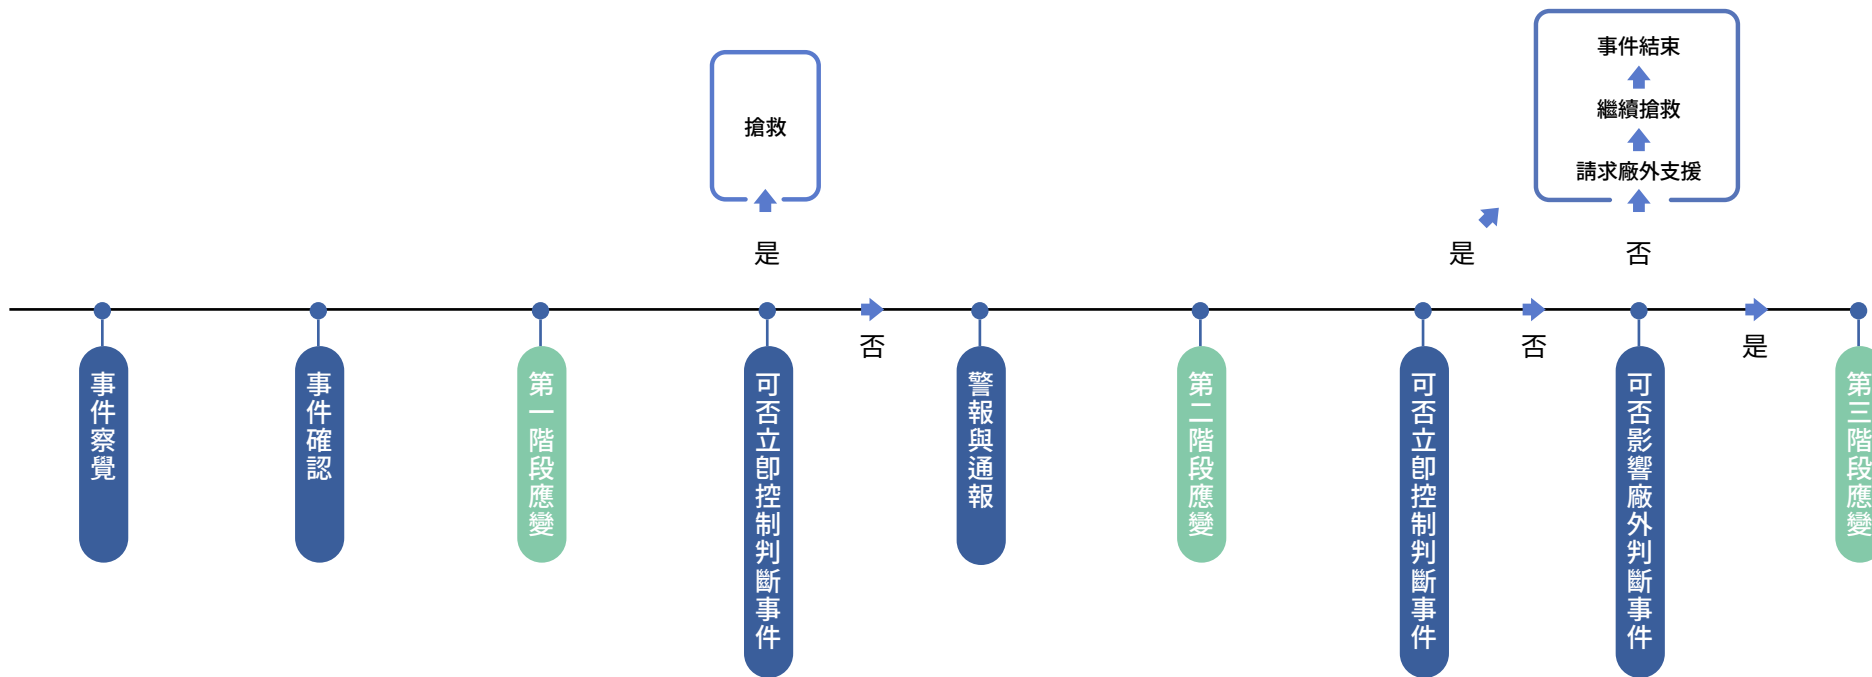 事件結束
繼續搶救
請求廠外支援
搶救
是
是
否
否
否
是
事件察覺
事件確認
第一階段應變
可否立即控制判斷事件
警報與通報
第二階段應變
可否立即控制判斷事件
可否影響廠外判斷事件
第三階段應變